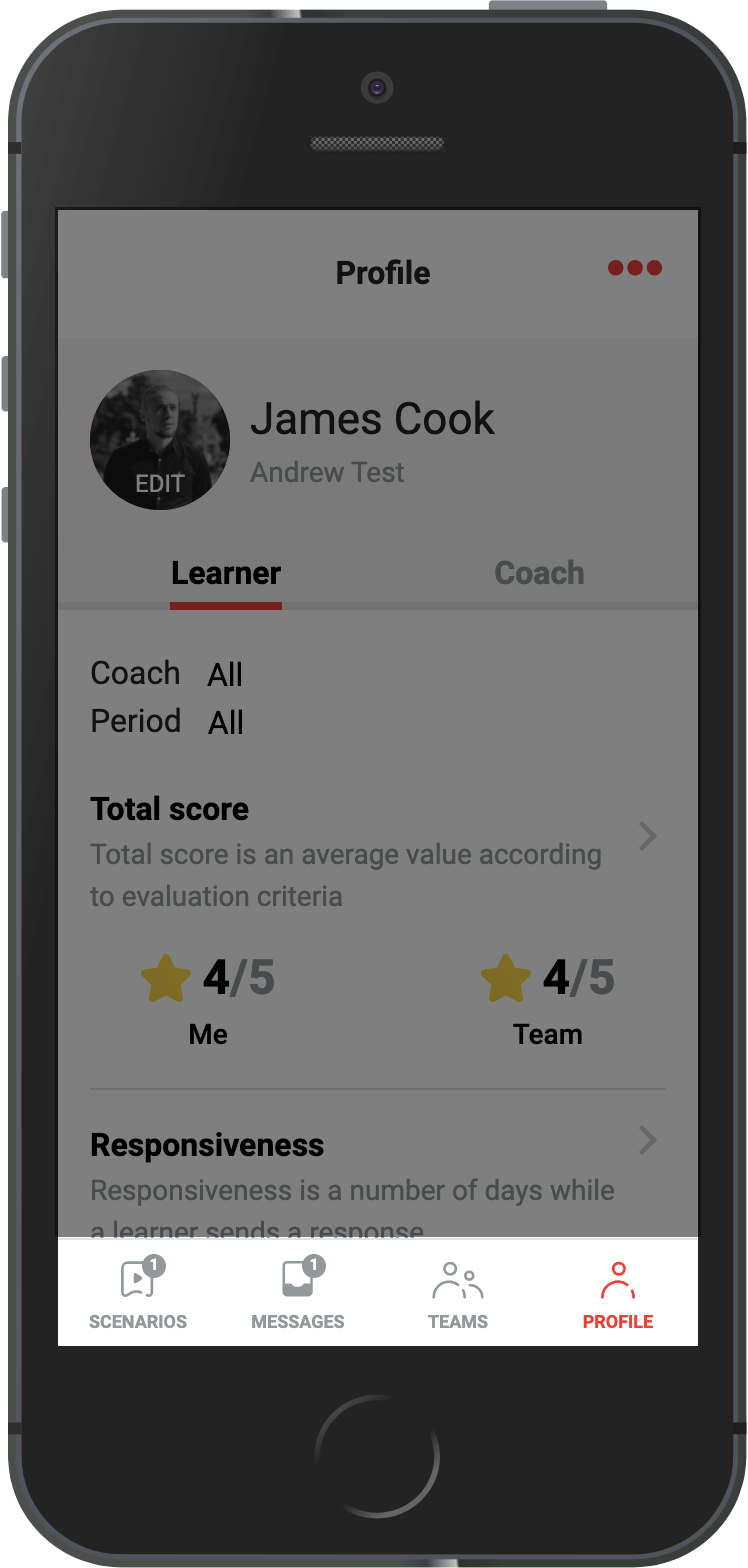 Profile
James Cook
Andrew Test
EDIT
Learner Coach
Coach All
Period All
Total score
Total score is an average value according
to evaluation criteria
4/5 4/5
Me Team
Responsiveness
Responsiveness is a number of days while
a learner sends a response
1 1
SCENARIOS MESSAGES TEAMS PROFILE